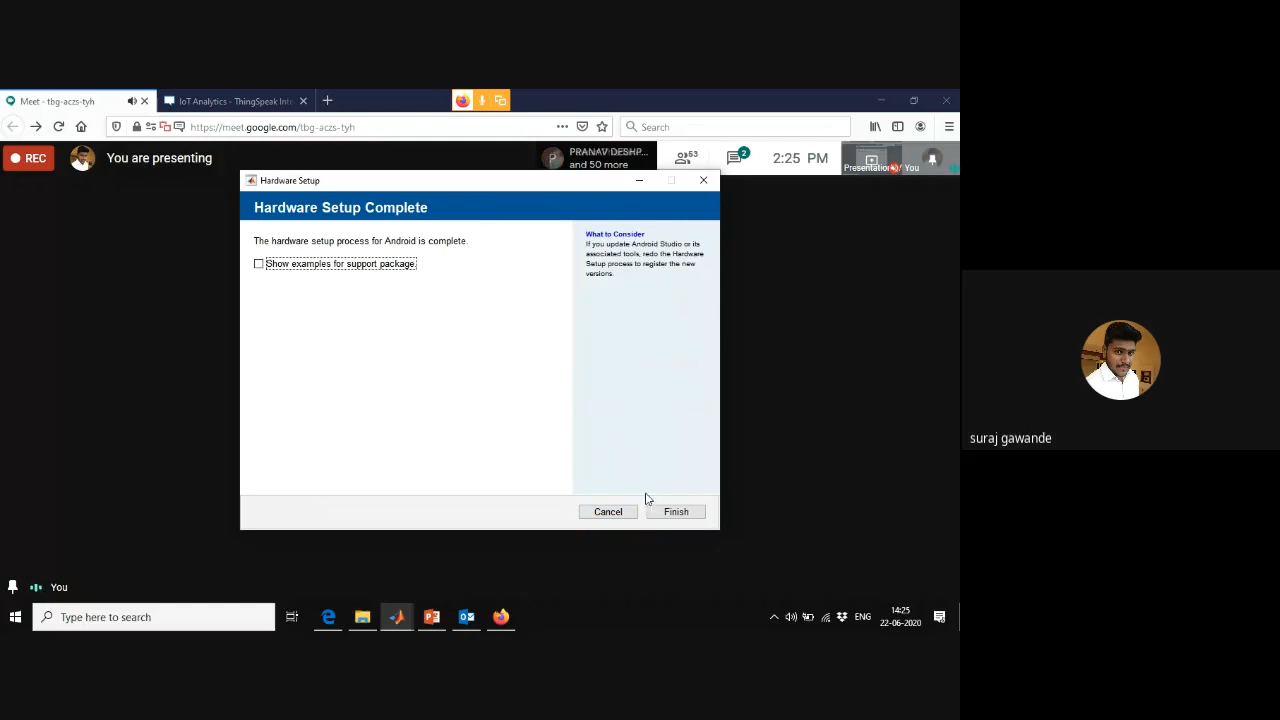 Meet - tbg-aczs-tyh
IoT Analytics - ThingSpeak Inte
https://meet.google.com/tbg-aczs-tyh
Search
REC
You are presenting
PRANAV DESHP...
and 50 more
53
2
2:25 PM
Presentation
/ You
Hardware Setup
Hardware Setup Complete
The hardware setup process for Android is complete.
Show examples for support package.
What to Consider
If you update Android Studio or its
associated tools, redo the Hardware
Setup process to register the new
versions.
Cancel
Finish
suraj gawande
You
Type here to search
ENG
14:25
22-06-2020